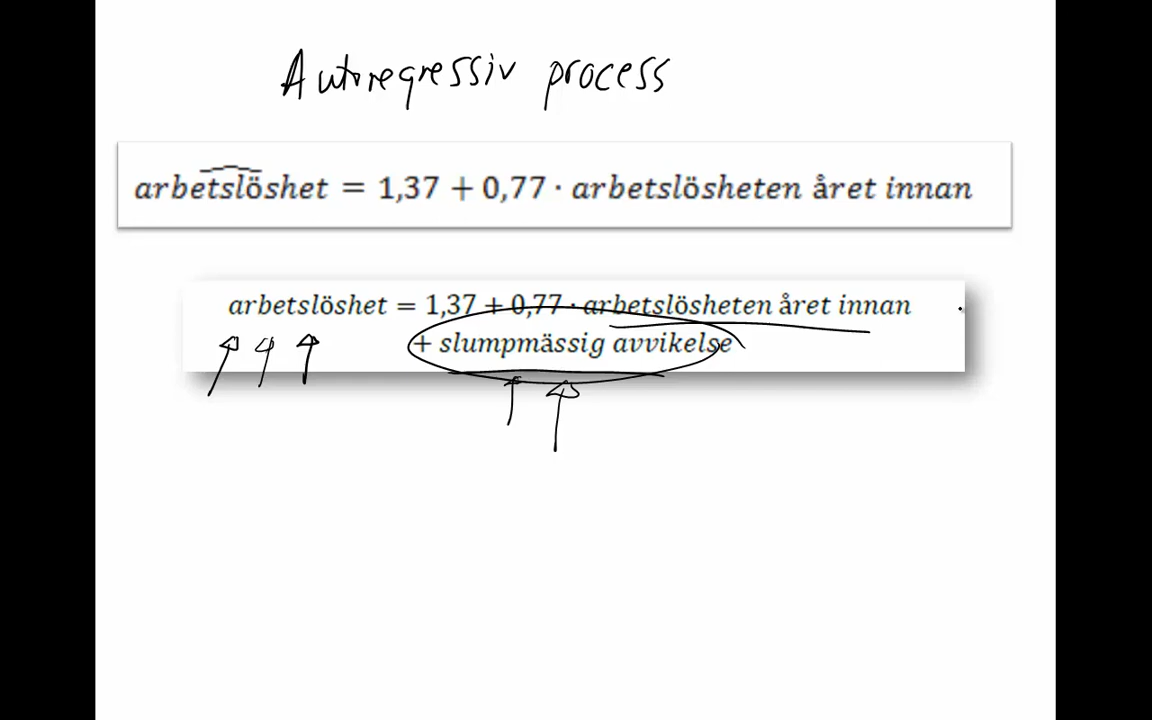 Autoregressiv process
arbetslöshet = 1,37 + 0,77 · arbetslösheten året innan
arbetslöshet = 1,37 + 0,77 · arbetslösheten året innan
+ slumpmässig avvikelse